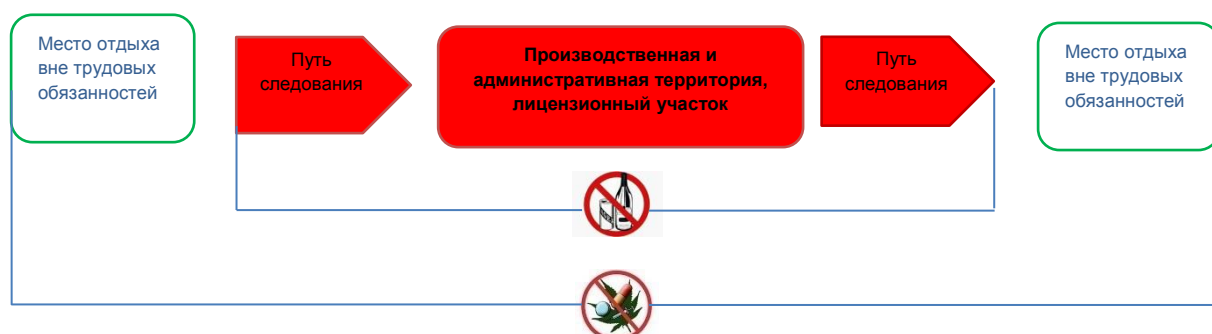 Место отдыха
вне трудовых
обязанностей
Путь
следования
Производственная и
административная территория,
лицензионный участок
Путь
следования
Место отдыха
вне трудовых
обязанностей